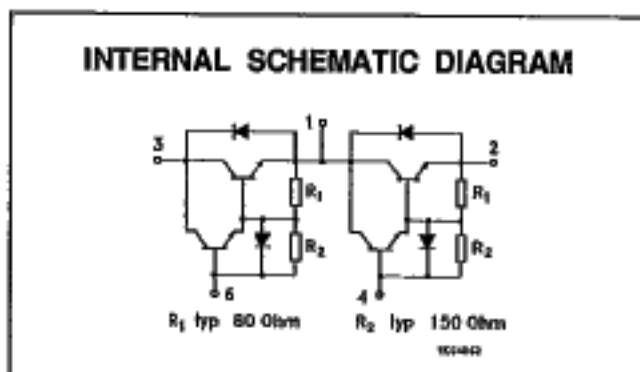 INTERNAL SCHEMATIC DIAGRAM
1
3
2
R₁
R₁
R₂
R₂
6
4
R₁ typ 80 Ohm
R₂ typ 150 Ohm